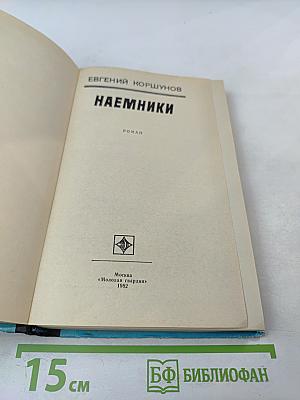 ЕВГЕНИЙ КОРШУНОВ
НАЕМНИКИ
РОМАН
Москва
«Молодая гвардия»
1982
15 см
БФ БИБЛИОФАН